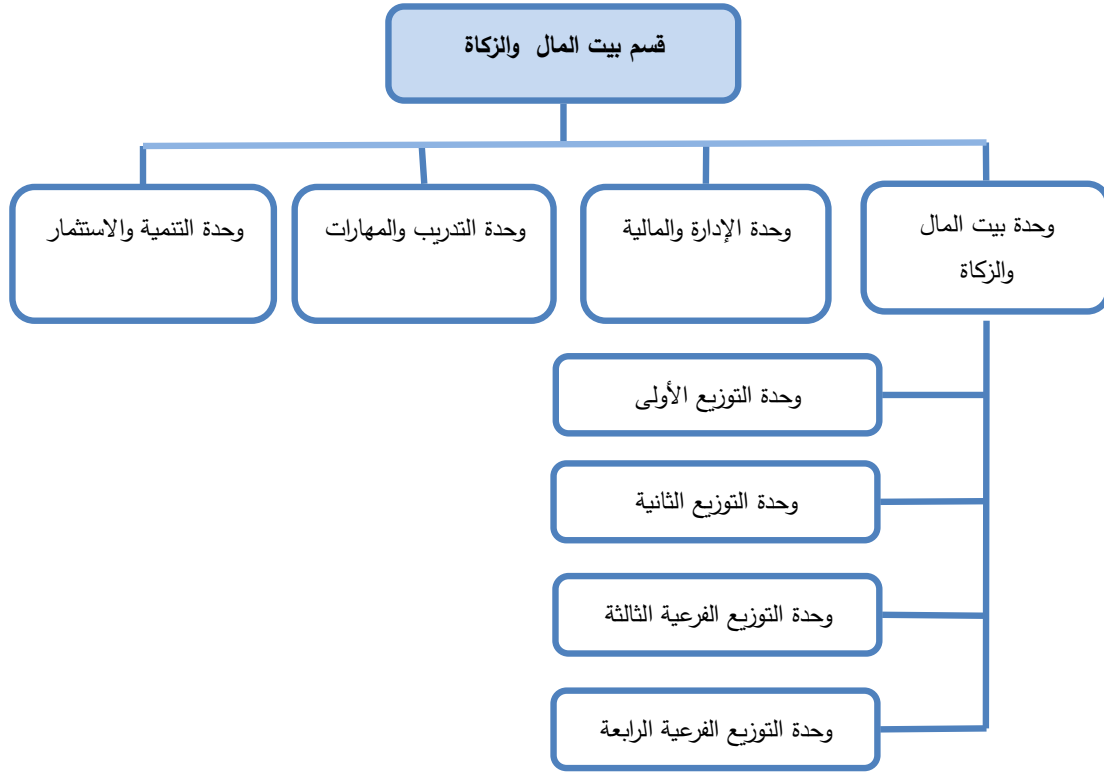 قسم بيت المال والزكاة
وحدة بيت المال
والزكاة
وحدة الإدارة والمالية
وحدة التدريب والمهارات
وحدة التنمية والاستثمار
وحدة التوزيع الأولى
وحدة التوزيع الثانية
وحدة التوزيع الفرعية الثالثة
وحدة التوزيع الفرعية الرابعة